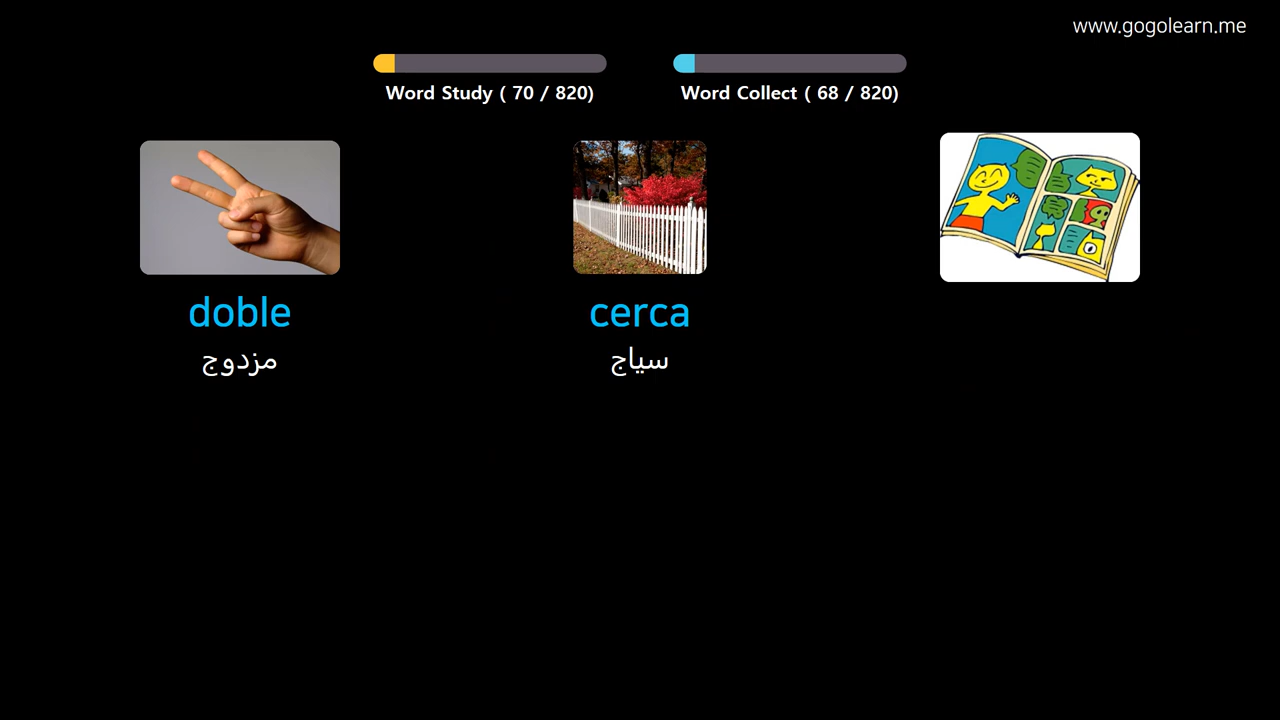 www.gogolearn.me
Word Study ( 70 / 820)
Word Collect ( 68 / 820)
doble
مزدوج
cerca
سياج